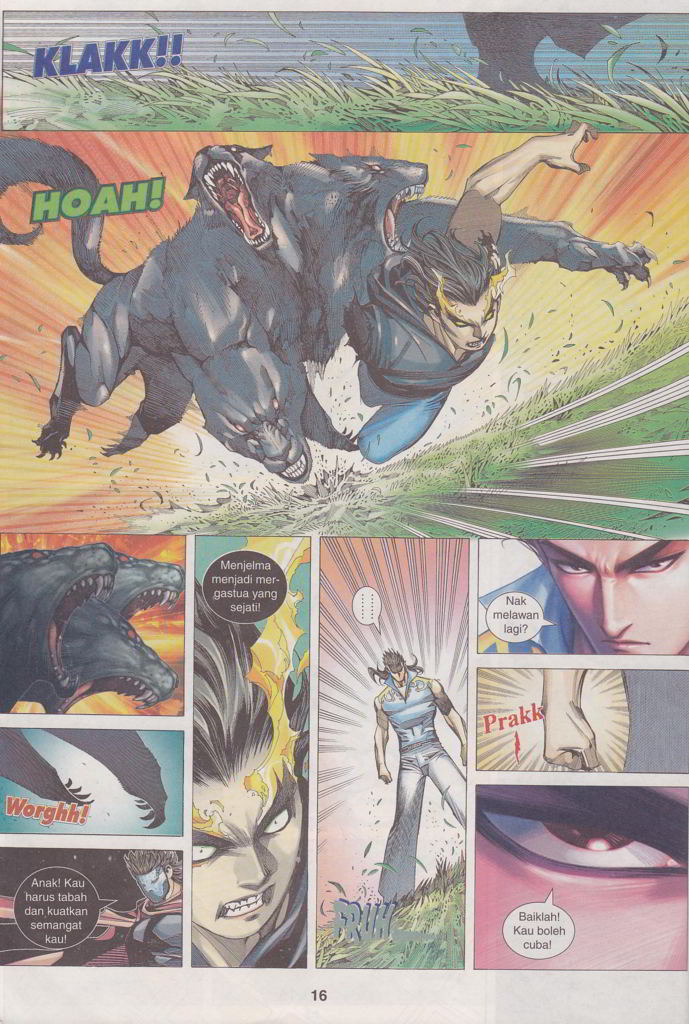 KLAKK!!
HOAH!
Menjelma
menjadi mer-
gastua yang
sejati!
Nak
melawan
lagi?
Prakk
Worghh!
Anak! Kau
harus tabah
dan kuatkan
semangat
kau!
FRUH
Baiklah!
Kau boleh
cuba!
16